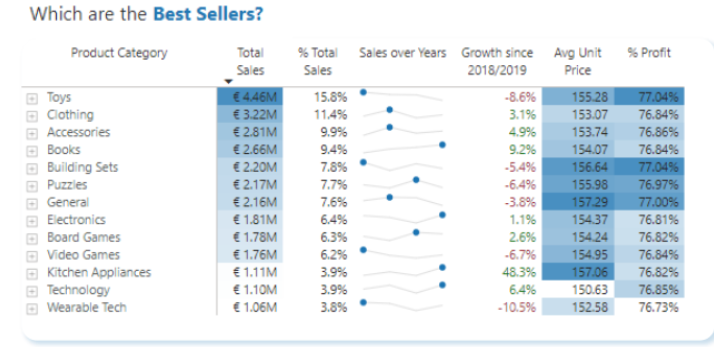 Which are the Best Sellers?
Product Category Total Sales % Total Sales Sales over Years Growth since 2018/2019 Avg Unit Price % Profit
Toys € 4.46M 15.8% -8.6% 155.28 77.04%
Clothing € 3.22M 11.4% 3.1% 153.07 76.84%
Accessories € 2.81M 9.9% 4.9% 153.74 76.86%
Books € 2.66M 9.4% 9.2% 154.07 76.84%
Building Sets € 2.20M 7.8% -5.4% 156.64 77.04%
Puzzles € 2.17M 7.7% -6.4% 155.98 76.97%
General € 2.16M 7.6% -3.8% 157.29 77.00%
Electronics € 1.81M 6.4% 1.1% 154.37 76.81%
Board Games € 1.78M 6.3% 2.6% 154.24 76.82%
Video Games € 1.76M 6.2% -6.7% 154.95 76.84%
Kitchen Appliances € 1.11M 3.9% 48.3% 157.06 76.82%
Technology € 1.10M 3.9% 6.4% 150.63 76.85%
Wearable Tech € 1.06M 3.8% -10.5% 152.58 76.73%